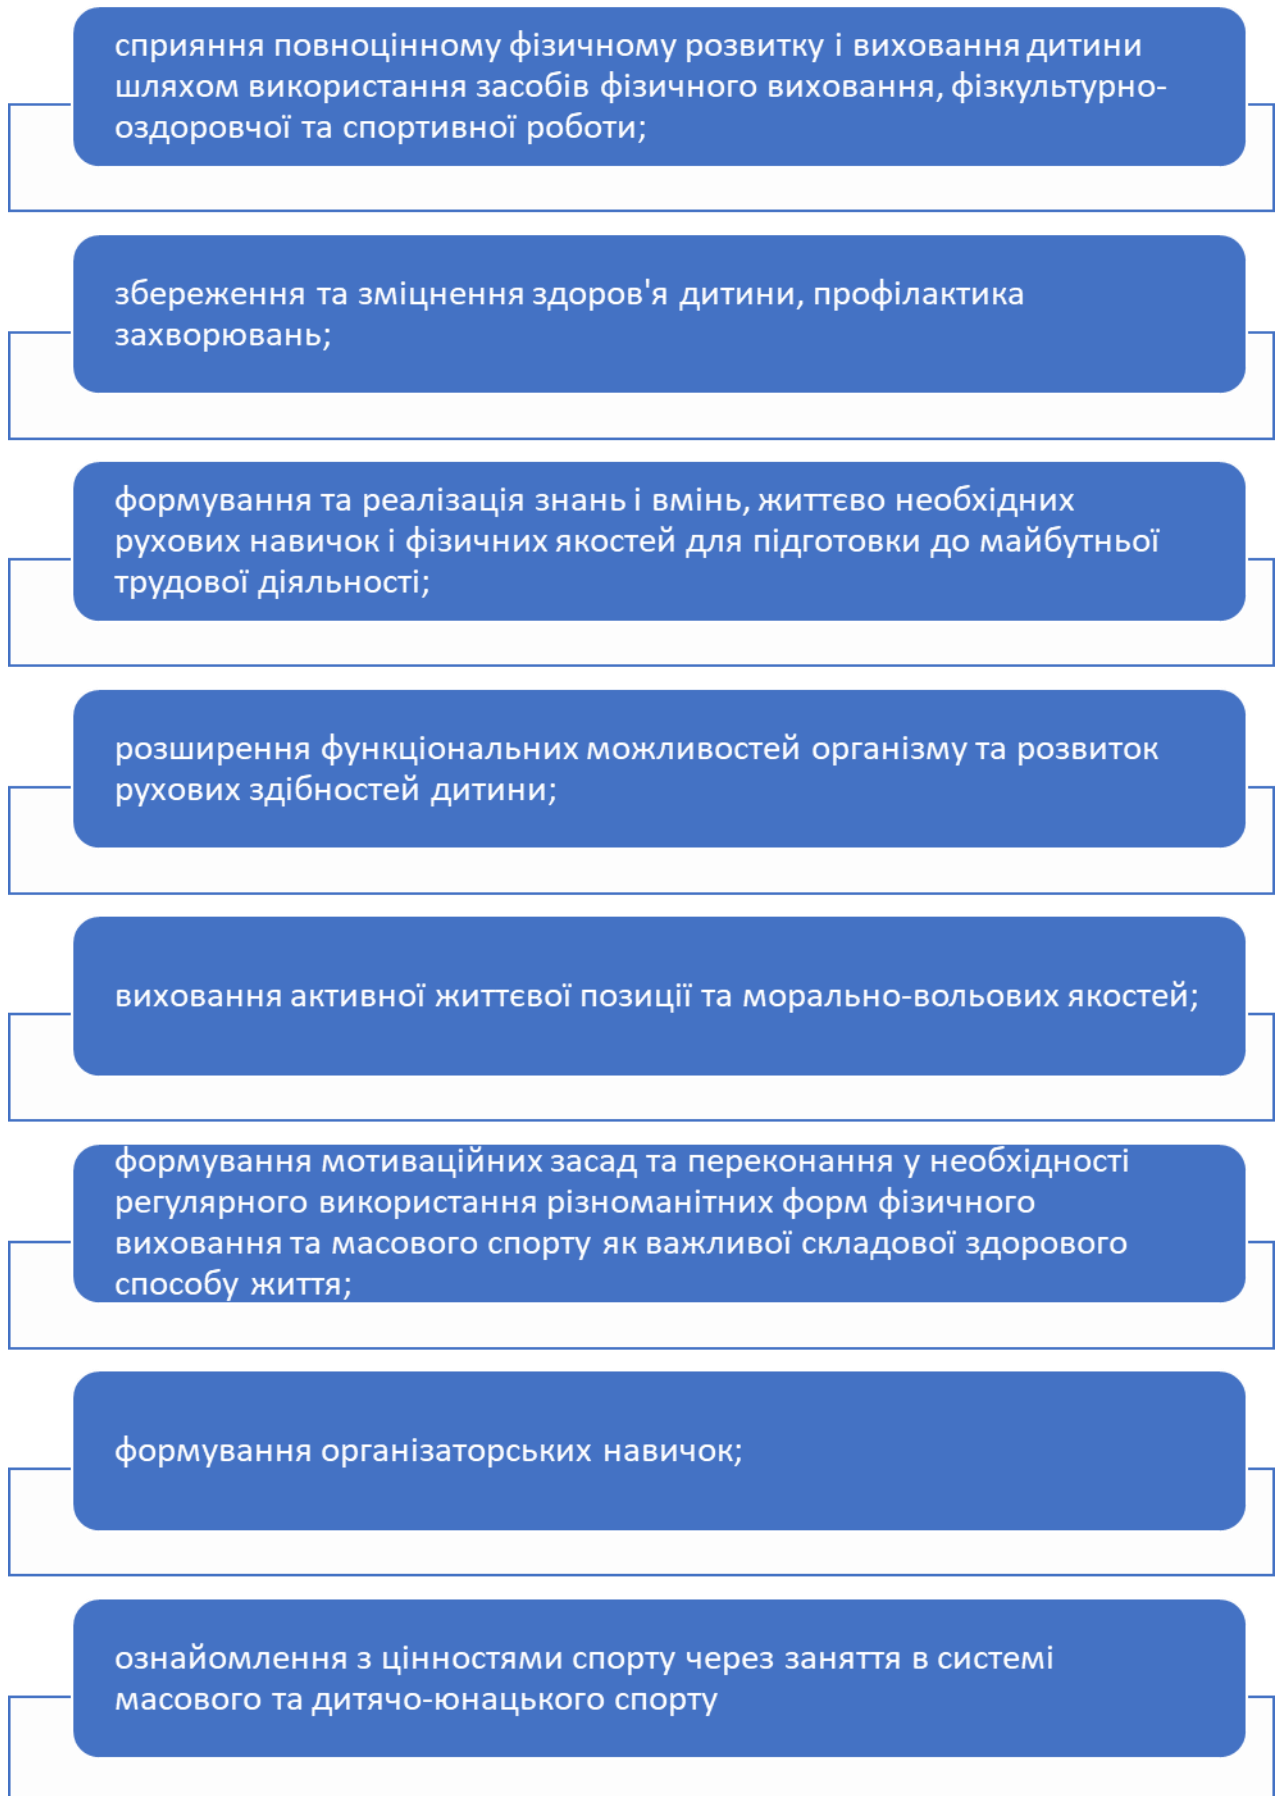 сприяння повноцінному фізичному розвитку і виховання дитини
шляхом використання засобів фізичного виховання, фізкультурно-
оздоровчої та спортивної роботи;
збереження та зміцнення здоров'я дитини, профілактика
захворювань;
формування та реалізація знань і вмінь, життєво необхідних
рухових навичок і фізичних якостей для підготовки до майбутньої
трудової діяльності;
розширення функціональних можливостей організму та розвиток
рухових здібностей дитини;
виховання активної життєвої позиції та морально-вольових якостей;
формування мотиваційних засад та переконання у необхідності
регулярного використання різноманітних форм фізичного
виховання та масового спорту як важливої складової здорового
способу життя;
формування організаторських навичок;
ознайомлення з цінностями спорту через заняття в системі
масового та дитячо-юнацького спорту